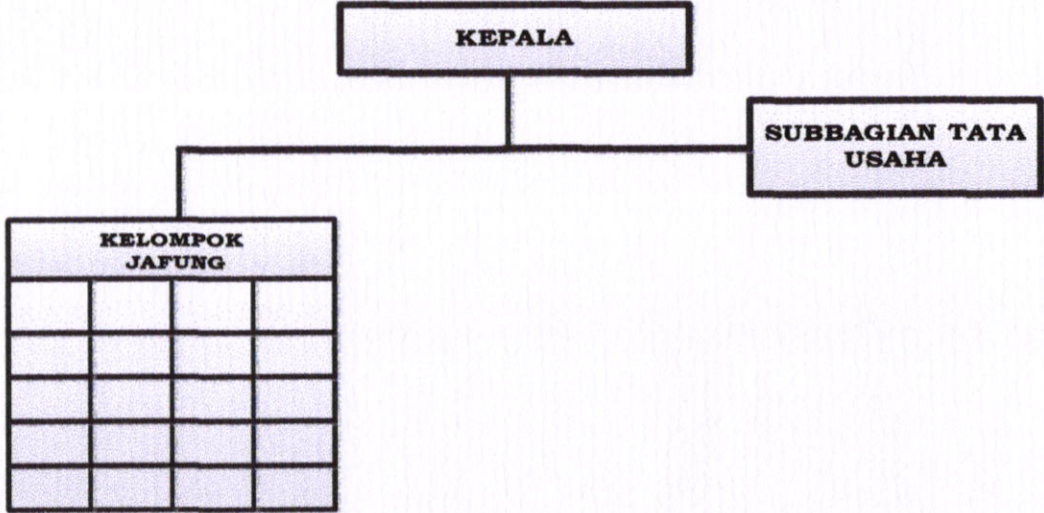 KEPALA
SUBBAGIAN TATA
USAHA
KELOMPOK
JAFUNG